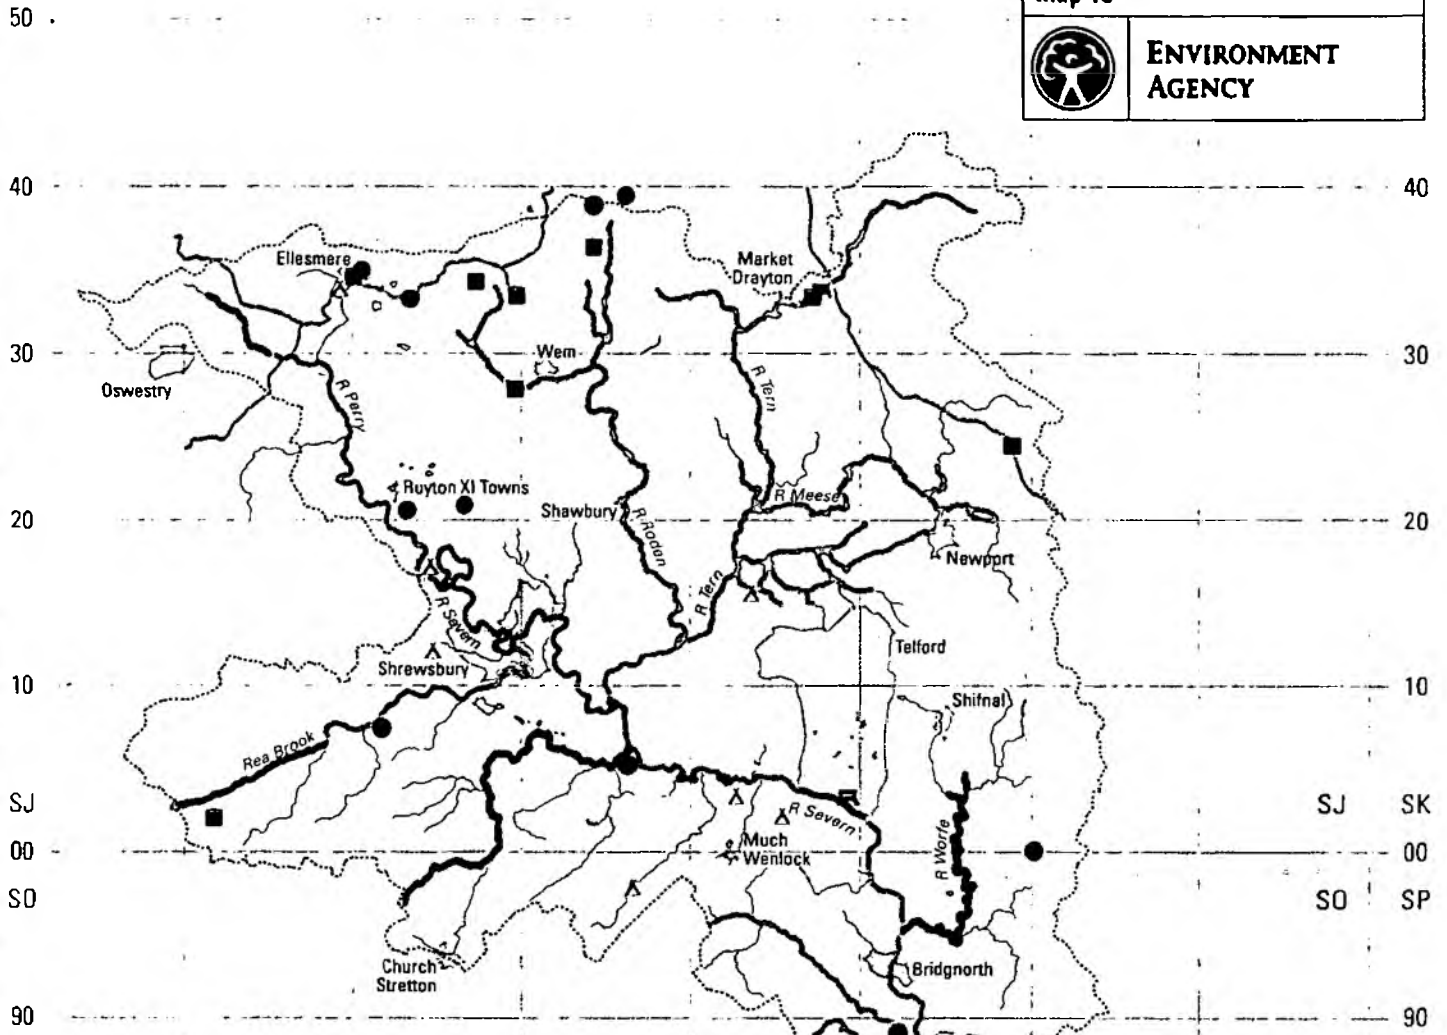 50
ENVIRONMENT
AGENCY
40
40
Ellesmere
Market
Drayton
30
30
Wem
Oswestry
R Perry
R Tern
Ruyton XI Towns
R Meese
Shawbury
20
20
R Roden
Newport
R Tern
R Severn
Telford
Shrewsbury
10
10
Shifnal
Rea Brook
SJ
SJ
SK
R Severn
Much
Wenlock
R Worfe
00
00
SO
SO
SP
Church
Stretton
Bridgnorth
90
90